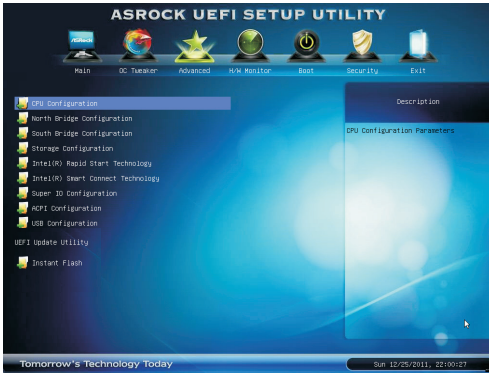 ASROCK UEFI SETUP UTILITY
ASRock
Main OC Tweaker Advanced H/W Monitor Boot Security Exit
CPU Configuration
North Bridge Configuration
South Bridge Configuration
Storage Configuration
Intel(R) Rapid Start Technology
Intel(R) Smart Connect Technology
Super IO Configuration
ACPI Configuration
USB Configuration
UEFI Update Utility
Instant Flash
Description
CPU Configuration Parameters
Tomorrow's Technology Today
Sun 12/25/2011, 22:00:27